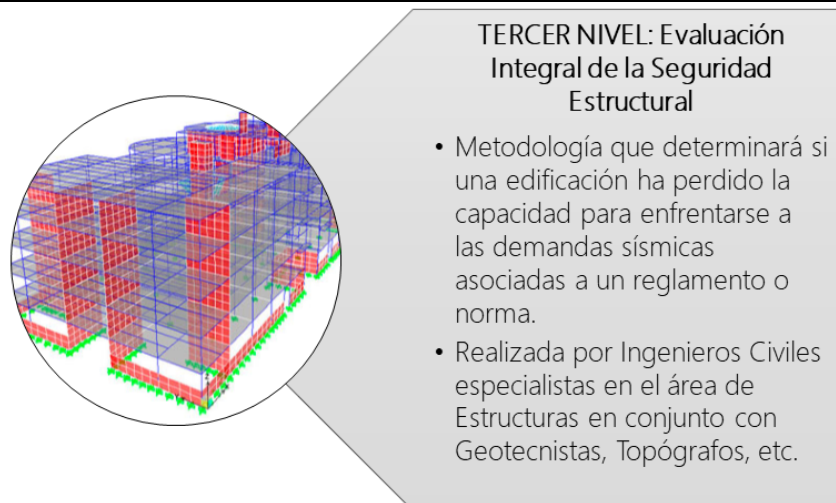 TERCER NIVEL: Evaluación
Integral de la Seguridad
Estructural
• Metodología que determinará si
una edificación ha perdido la
capacidad para enfrentarse a
las demandas sísmicas
asociadas a un reglamento o
norma.
• Realizada por Ingenieros Civiles
especialistas en el área de
Estructuras en conjunto con
Geotecnistas, Topógrafos, etc.